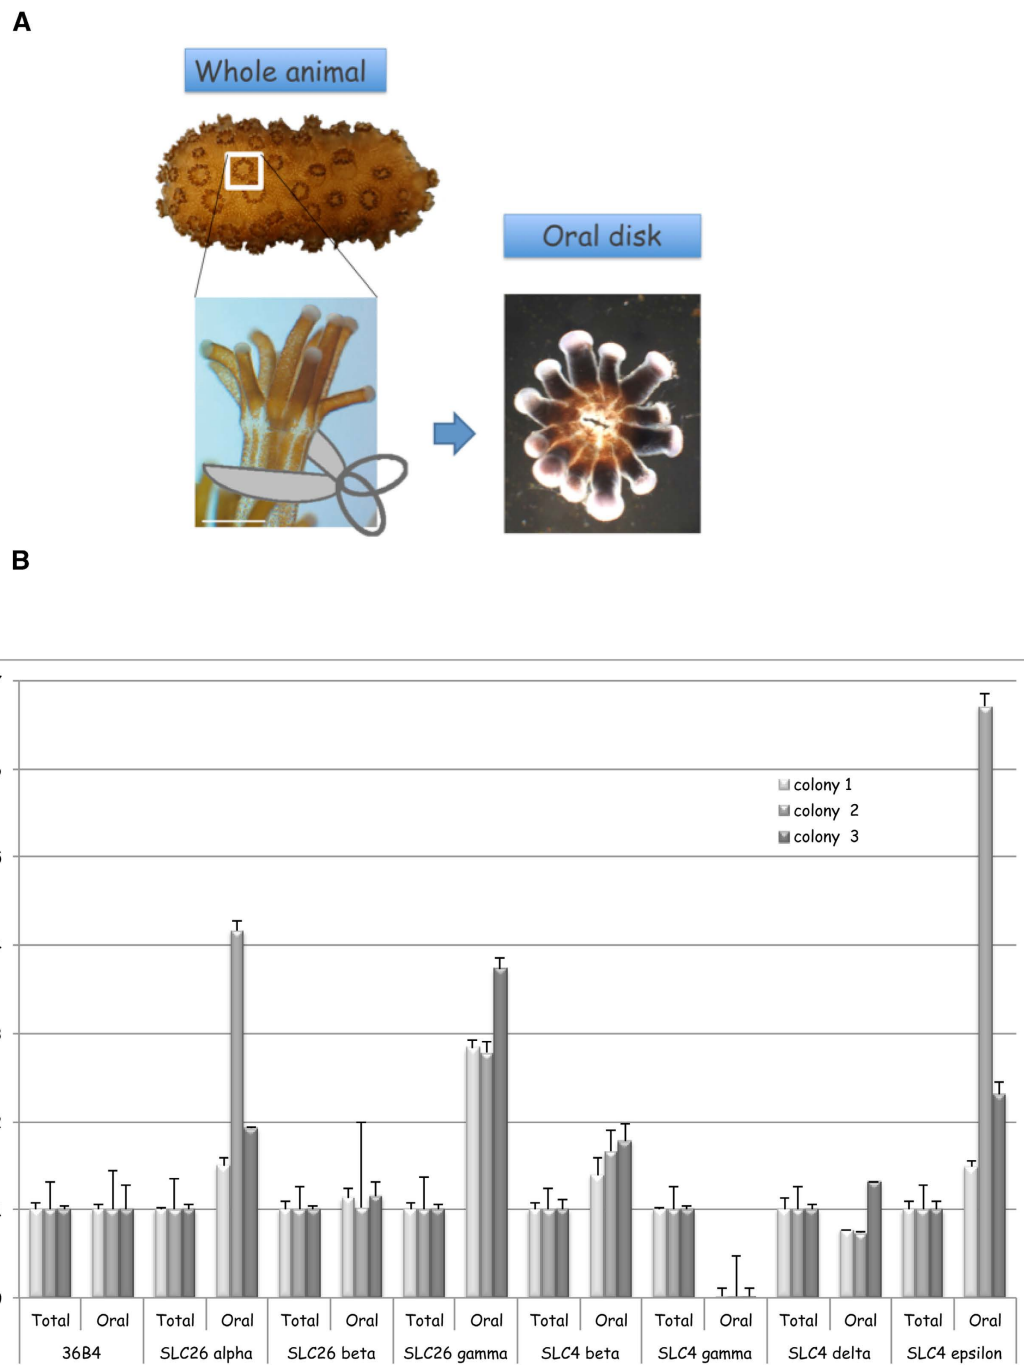 A
Whole animal
Oral disk
B
colony 1
colony 2
colony 3
Total Oral Total Oral Total Oral Total Oral Total Oral Total Oral Total Oral Total Oral
36B4 SLC26 alpha SLC26 beta SLC26 gamma SLC4 beta SLC4 gamma SLC4 delta SLC4 epsilon